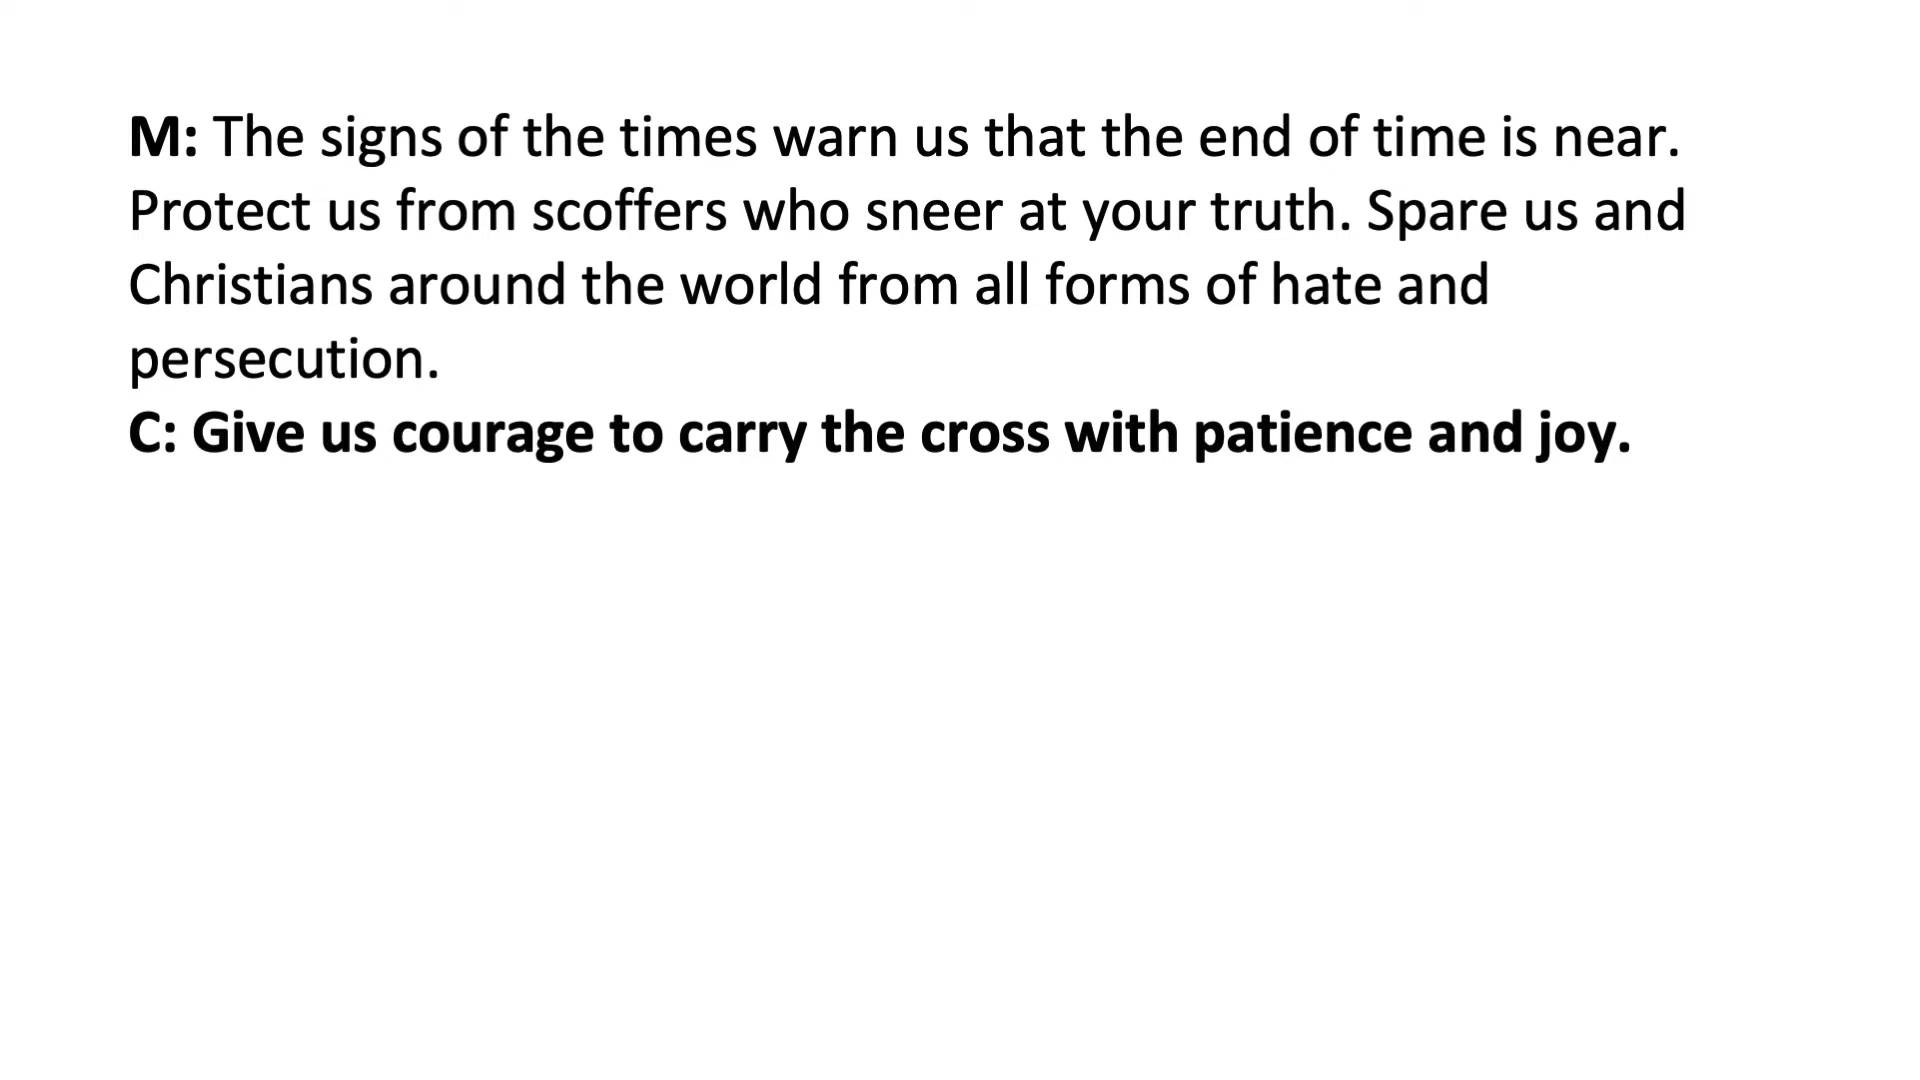 M: The signs of the times warn us that the end of time is near.
Protect us from scoffers who sneer at your truth. Spare us and
Christians around the world from all forms of hate and
persecution.
C: Give us courage to carry the cross with patience and joy.